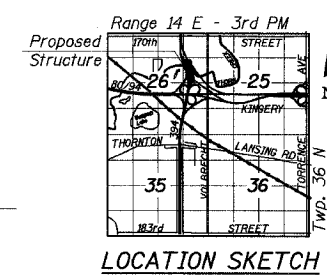 Range 14 E - 3rd PM
Proposed
Structure
170th
STREET
26
25
80/94
KINGERY
AVE
394
THORNTON
LANSING RD
VOLBRECHT
TORRENCE
35
36
Twp. 36 N
183rd
STREET
LOCATION SKETCH